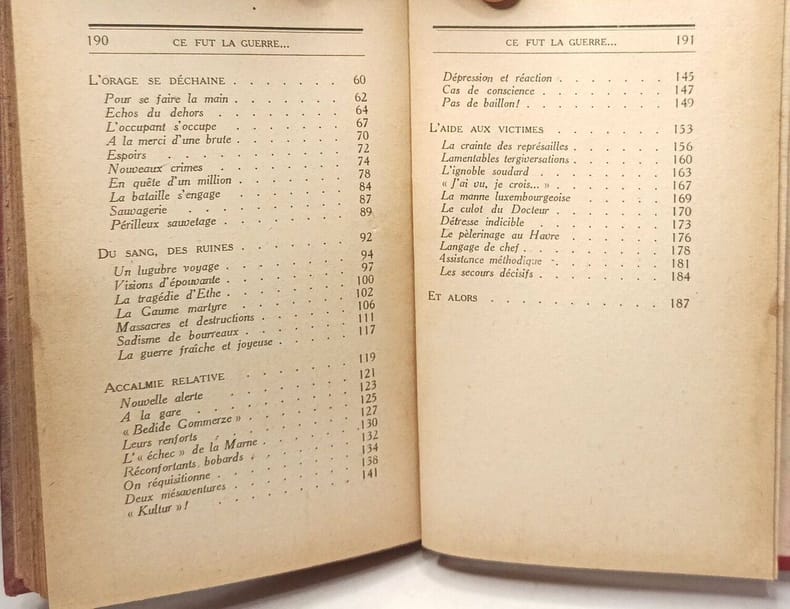 190 CE FUT LA GUERRE...
L'ORAGE SE DÉCHAINE . . . . . . . 60
Pour se faire la main . . . . . . . 62
Echos du dehors . . . . . . . 64
L'occupant s'occupe . . . . . . . 67
A la merci d'une brute . . . . . . . 70
Espoirs . . . . . . . 72
Nouveaux crimes . . . . . . . 74
En quête d'un million . . . . . . . 78
La bataille s'engage . . . . . . . 84
Sauvagerie . . . . . . . 87
Périlleux sauvetage . . . . . . . 89
DU SANG, DES RUINES . . . . . . . 92
Un lugubre voyage . . . . . . . 94
Visions d'épouvante . . . . . . . 97
La tragédie d'Ethe . . . . . . . 100
La Gaume martyre . . . . . . . 102
Massacres et destructions . . . . . . . 106
Sadisme de bourreaux . . . . . . . 111
La guerre fraîche et joyeuse . . . . . . . 117
ACCALMIE RELATIVE . . . . . . . 119
Nouvelle alerte . . . . . . . 121
A la gare . . . . . . . 123
« Bedide Gommerze » . . . . . . . 125
Leurs renforts . . . . . . . 127
L'« échec » de la Marne . . . . . . . 130
Réconfortants bobards . . . . . . . 132
On réquisitionne . . . . . . . 134
Deux mésaventures . . . . . . . 138
« Kultur » ! . . . . . . . 141
CE FUT LA GUERRE... 191
Dépression et réaction . . . . . . . 145
Cas de conscience . . . . . . . 147
Pas de baillon! . . . . . . . 149
L'AIDE AUX VICTIMES . . . . . . . 153
La crainte des représailles . . . . . . . 156
Lamentables tergiversations . . . . . . . 160
L'ignoble soudard . . . . . . . 163
« J'ai vu, je crois... » . . . . . . . 167
La manne luxembourgeoise . . . . . . . 169
Le culot du Docteur . . . . . . . 170
Détresse indicible . . . . . . . 173
Le pèlerinage au Havre . . . . . . . 176
Langage de chef . . . . . . . 178
Assistance méthodique . . . . . . . 181
Les secours décisifs . . . . . . . 184
ET ALORS . . . . . . . 187